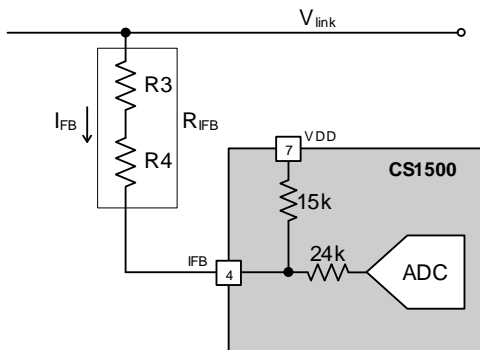 Vlink
R3
IFB
RIFB
R4
VDD
7
CS1500
15k
24k
IFB
4
ADC